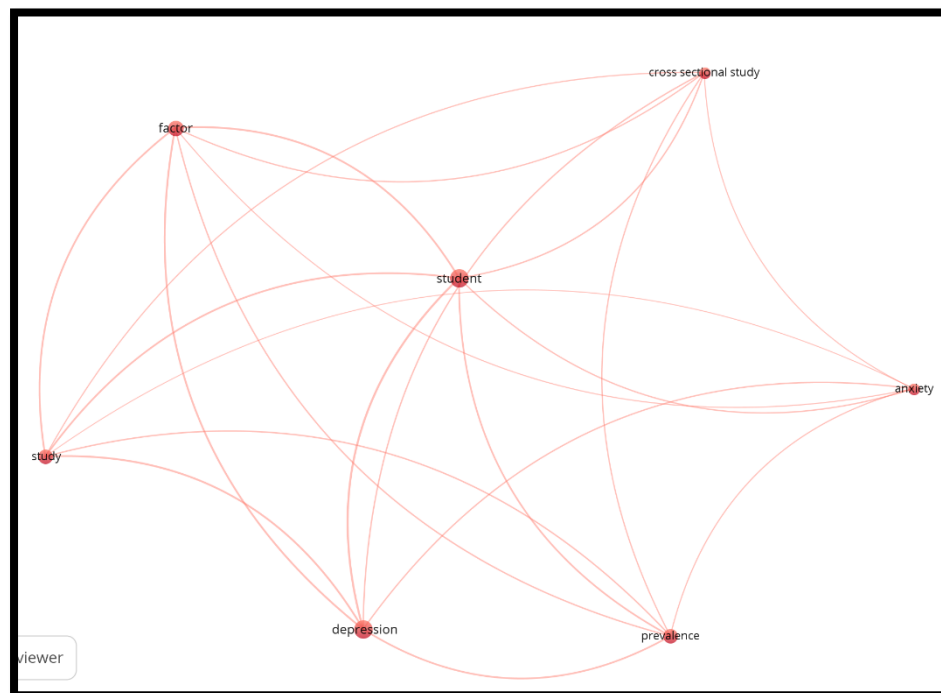 cross sectional study
factor
student
anxiety
study
depression
prevalence
viewer